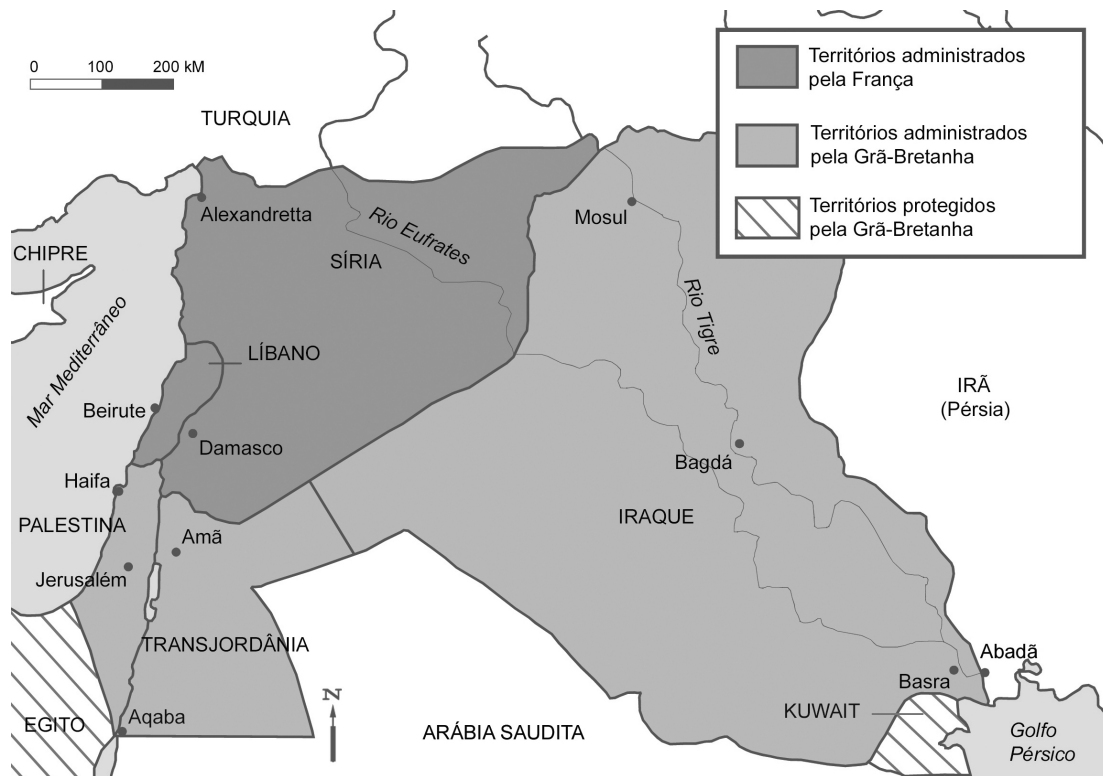 0 100 200 kM
Territórios administrados
pela França
Territórios administrados
pela Grã-Bretanha
Territórios protegidos
pela Grã-Bretanha
TURQUIA
Alexandretta
Mosul
Rio Eufrates
CHIPRE
SÍRIA
Rio Tigre
Mar Mediterrâneo
LÍBANO
IRÃ
(Pérsia)
Beirute
Damasco
Bagdá
Haifa
PALESTINA
IRAQUE
Amã
Jerusalém
TRANSJORDÂNIA
Abadã
Basra
N
KUWAIT
Aqaba
EGITO
ARÁBIA SAUDITA
Golfo
Pérsico